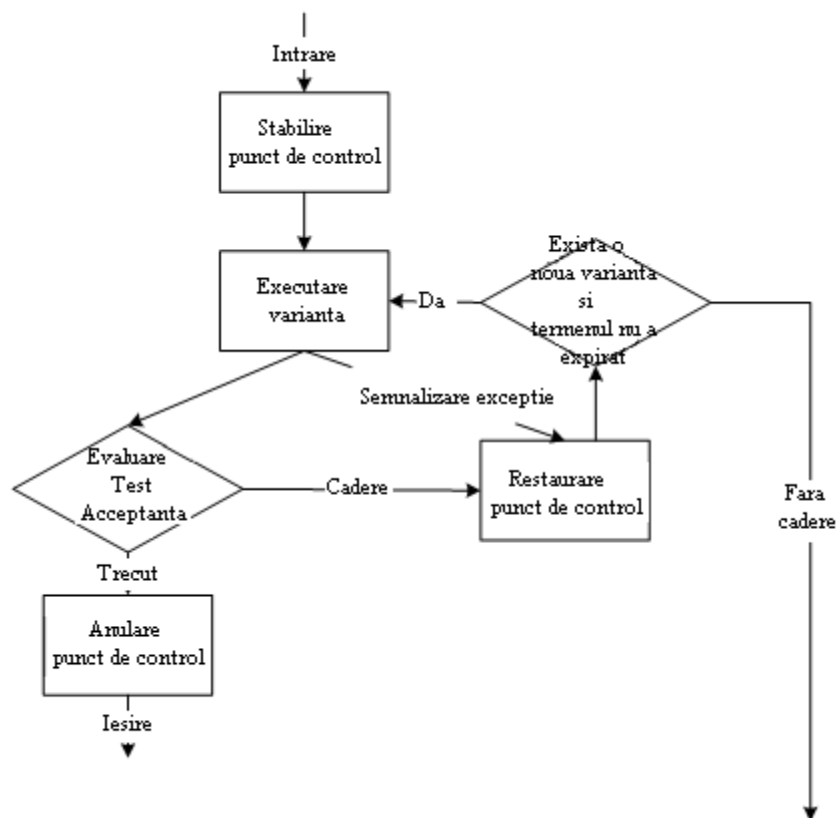 Intrare
Stabilire
punct de control
Exista o
noua varianta
si
termenul nu a
expirat
Executare
varianta
Da
Semnalizare exceptie
Evaluare
Test
Acceptanta
Cadere
Restaurare
punct de control
Fara
cadere
Trecut
Anulare
punct de control
Iesire